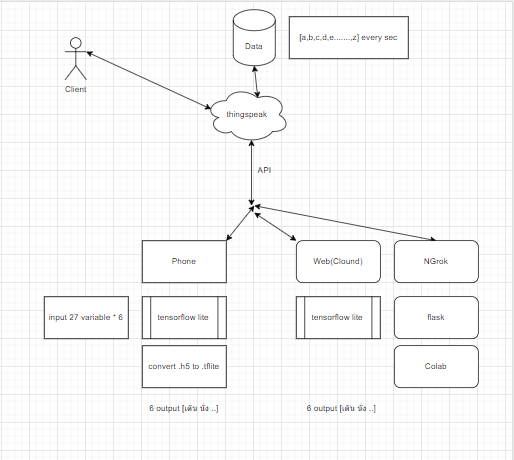 Data
[a,b,c,d,e.......,z] every sec
Client
thingspeak
API
Phone
Web(Clound)
NGrok
input 27 variable * 6
tensorflow lite
tensorflow lite
flask
convert .h5 to .tflite
Colab
6 output [เดิน นั่ง ..]
6 output [เดิน นั่ง ..]